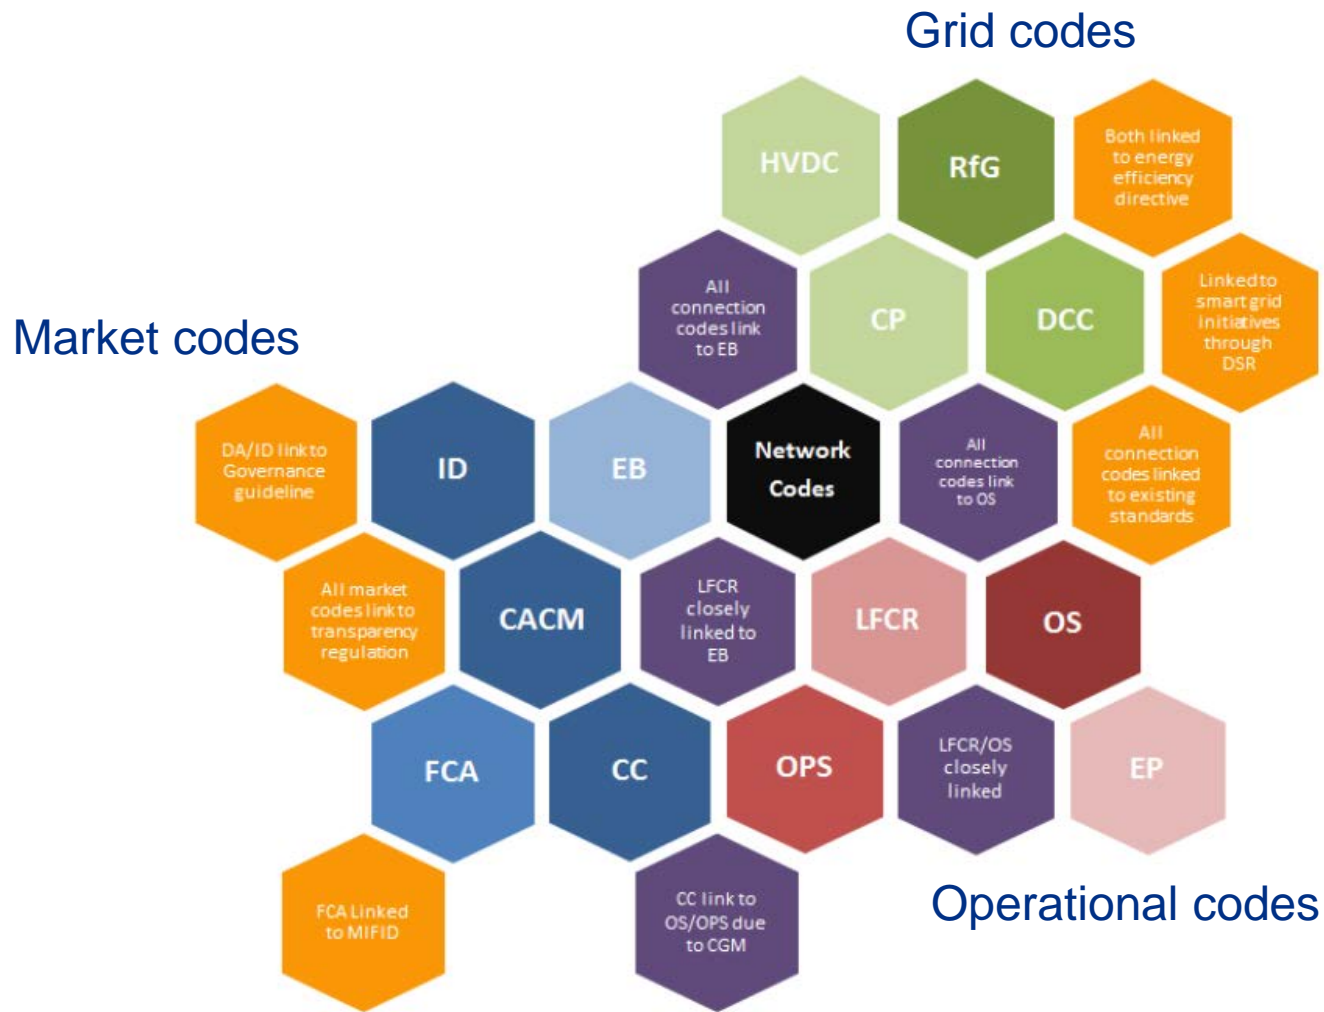 Grid codes
HVDC
RfG
Both linked
to energy
efficiency
directive
All
connection
codes link
to EB
CP
DCC
Linked to
smart grid
Initiatives
through
DSR
Market codes
DA/ID link to
Governance
guideline
ID
EB
Network
Codes
All
connection
codes link
to OS
All
connection
codes linked
to existing
standards
All market
codes link to
transparency
regulation
CACM
LFCR
closely
linked to
EB
LFCR
OS
FCA
CC
OPS
LFCR/OS
closely
linked
EP
FCA Linked
to MIFID
CC link to
OS/OPS due
to CGM
Operational codes